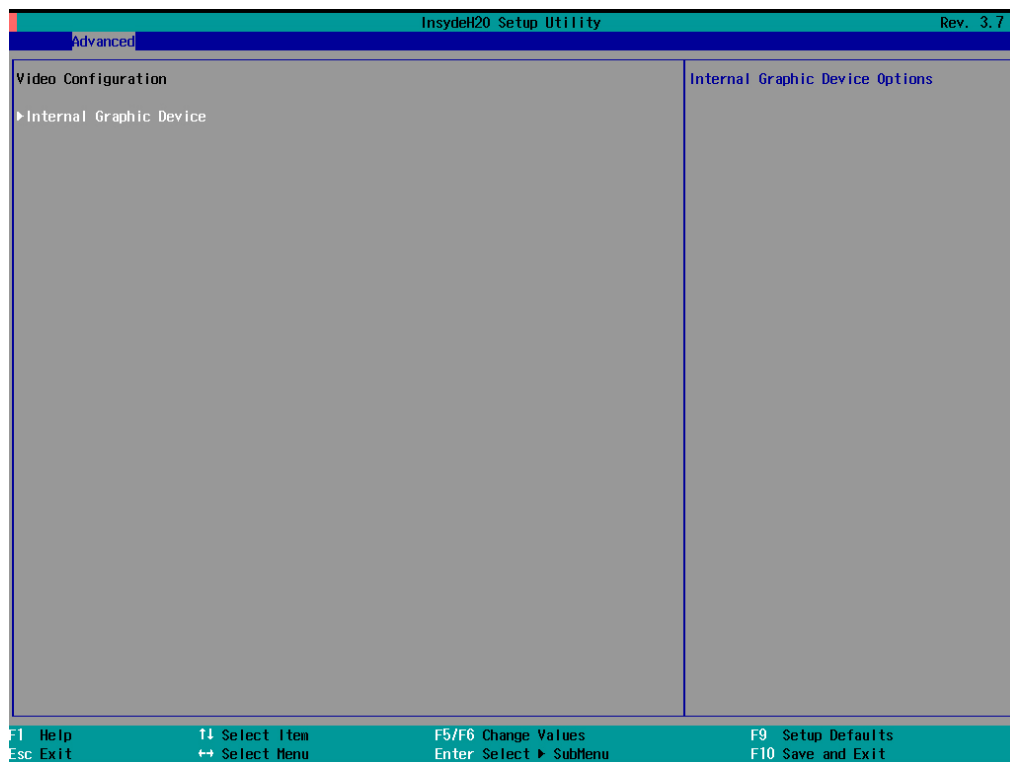 InsydeH20 Setup Utility Rev. 3.7
Advanced
Video Configuration
Internal Graphic Device Options
▶Internal Graphic Device
F1 Help ↑↓ Select Item F5/F6 Change Values F9 Setup Defaults
Esc Exit ↔ Select Menu Enter Select ▶ SubMenu F10 Save and Exit